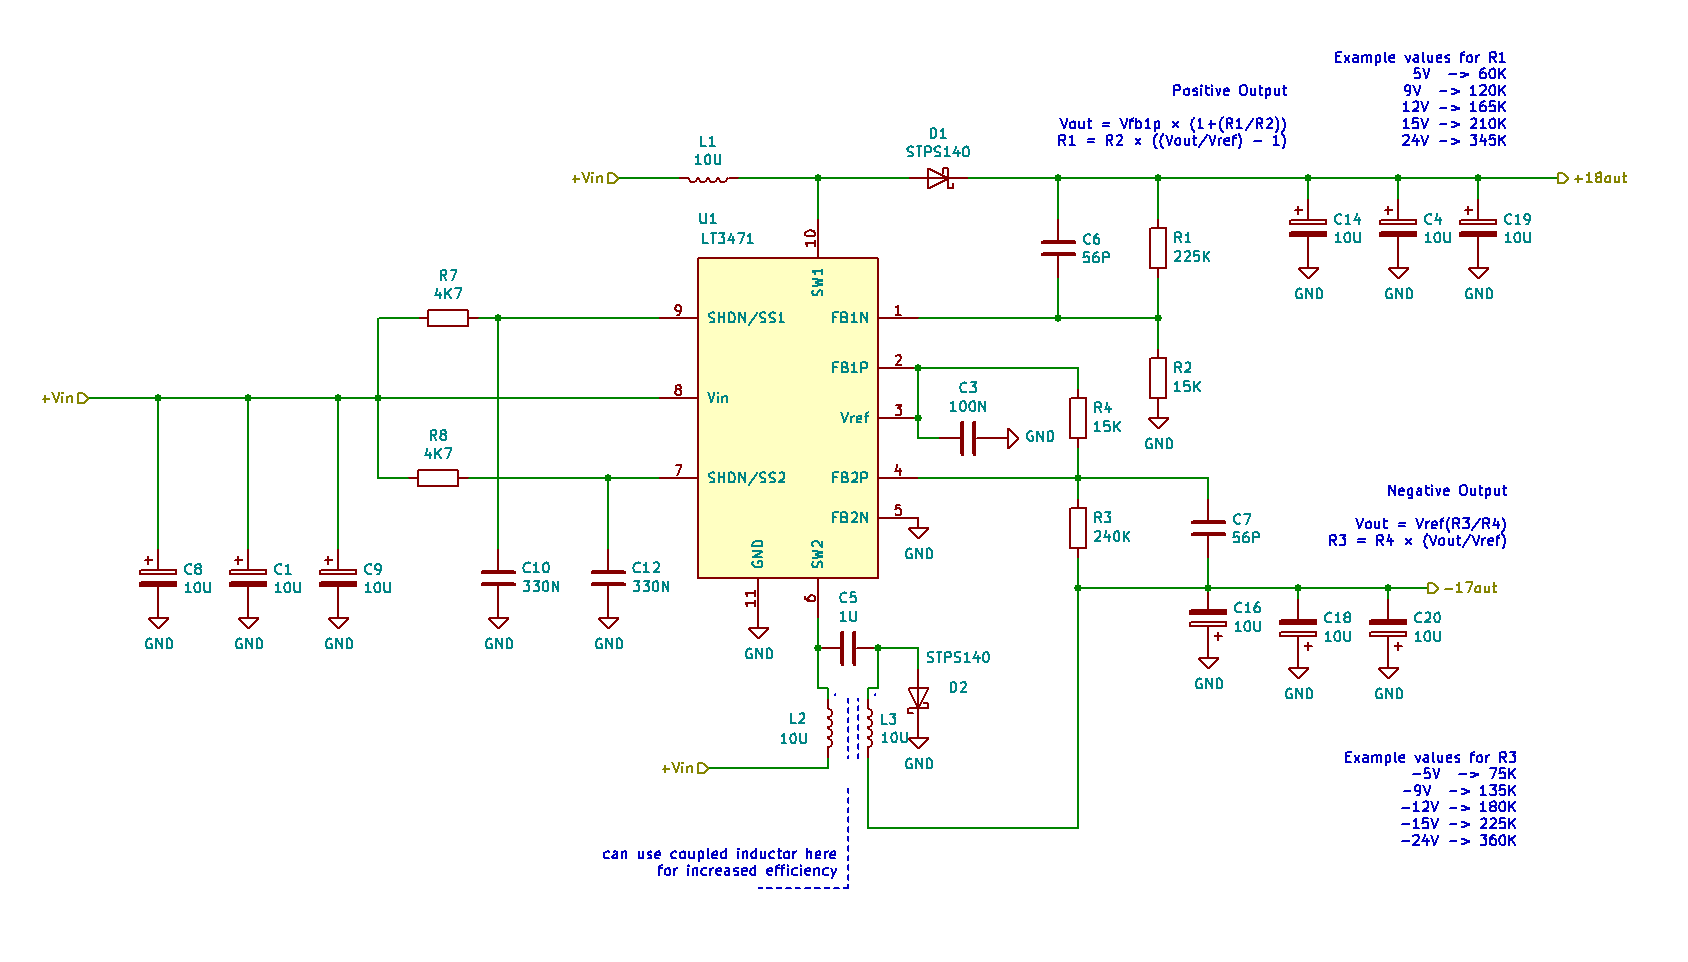 Example values for R1
5V -> 60K
9V -> 120K
12V -> 165K
15V -> 210K
24V -> 345K
Positive Output
Vout = Vfb1p × (1+(R1/R2))
R1 = R2 × ((Vout/Vref) - 1)
D1
STPS140
L1
10U
+Vin
+18out
U1
LT3471
10
SW1
C6
56P
R1
225K
C14
10U
C4
10U
C19
10U
GND
GND
GND
R7
4K7
9
SHDN/SS1
FB1N
1
FB1P
2
R2
15K
GND
+Vin
8
Vin
Vref
3
C3
100N
GND
R4
15K
R8
4K7
7
SHDN/SS2
FB2P
4
FB2N
5
GND
R3
240K
C7
56P
Negative Output
Vout = Vref(R3/R4)
R3 = R4 × (Vout/Vref)
GND
SW2
11
6
C8
10U
C1
10U
C9
10U
C10
330N
C12
330N
GND
GND
GND
GND
GND
GND
C5
1U
-17out
C16
10U
C18
10U
C20
10U
GND
GND
GND
STPS140
D2
L2
10U
L3
10U
GND
+Vin
Example values for R3
-5V -> 75K
-9V -> 135K
-12V -> 180K
-15V -> 225K
-24V -> 360K
can use coupled inductor here
for increased efficiency